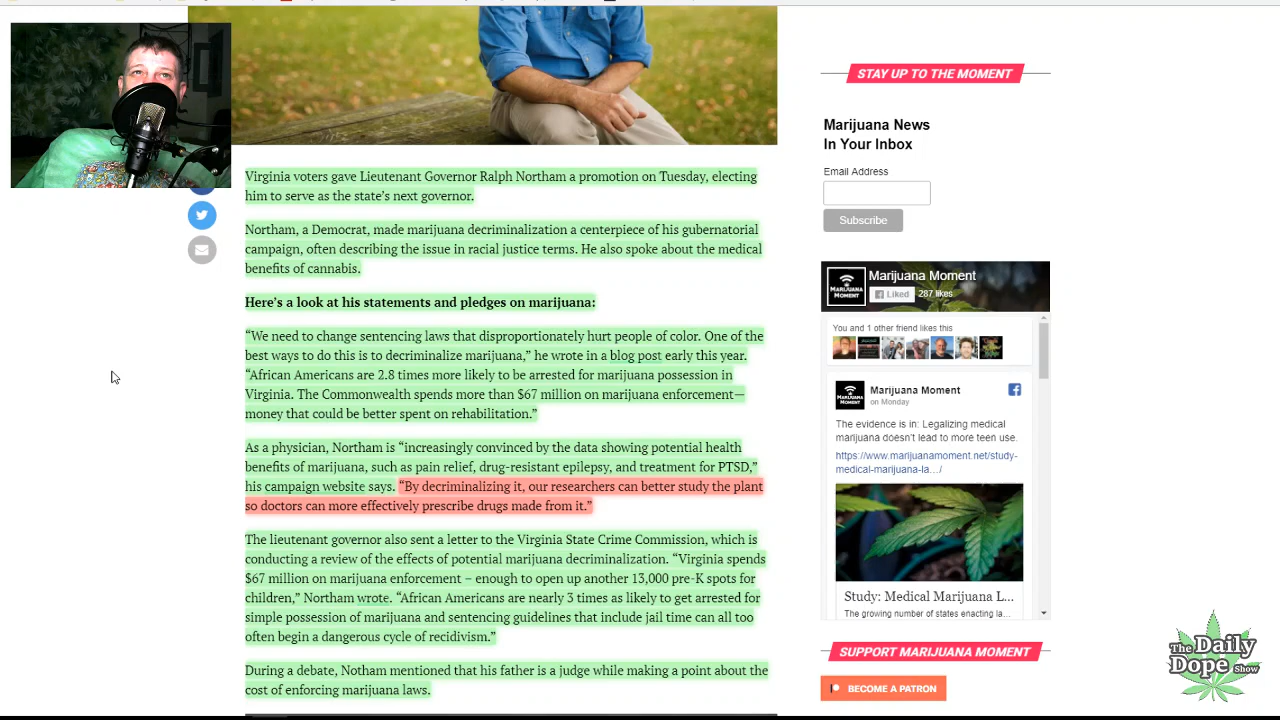 Virginia voters gave Lieutenant Governor Ralph Northam a promotion on Tuesday, electing
him to serve as the state’s next governor.
Northam, a Democrat, made marijuana decriminalization a centerpiece of his gubernatorial
campaign, often describing the issue in racial justice terms. He also spoke about the medical
benefits of cannabis.
Here’s a look at his statements and pledges on marijuana:
“We need to change sentencing laws that disproportionately hurt people of color. One of the
best ways to do this is to decriminalize marijuana,” he wrote in a blog post early this year.
“African Americans are 2.8 times more likely to be arrested for marijuana possession in
Virginia. The Commonwealth spends more than $67 million on marijuana enforcement—
money that could be better spent on rehabilitation.”
As a physician, Northam is “increasingly convinced by the data showing potential health
benefits of marijuana, such as pain relief, drug-resistant epilepsy, and treatment for PTSD,”
his campaign website says. “By decriminalizing it, our researchers can better study the plant
so doctors can more effectively prescribe drugs made from it.”
The lieutenant governor also sent a letter to the Virginia State Crime Commission, which is
conducting a review of the effects of potential marijuana decriminalization. “Virginia spends
$67 million on marijuana enforcement – enough to open up another 13,000 pre-K spots for
children,” Northam wrote. “African Americans are nearly 3 times as likely to get arrested for
simple possession of marijuana and sentencing guidelines that include jail time can all too
often begin a dangerous cycle of recidivism.”
During a debate, Notham mentioned that his father is a judge while making a point about the
cost of enforcing marijuana laws.
STAY UP TO THE MOMENT
Marijuana News
In Your Inbox
Email Address
Subscribe
MARIJUANA
MOMENT
Marijuana Moment
Liked 287 likes
You and 1 other friend likes this
MARIJUANA
MOMENT
Marijuana Moment
on Monday
The evidence is in: Legalizing medical
marijuana doesn't lead to more teen use.
https://www.marijuanamoment.net/study-
medical-marijuana-la…/
Study: Medical Marijuana L...
The growing number of states enacting la…
SUPPORT MARIJUANA MOMENT
BECOME A PATRON
The Daily
Dope Show